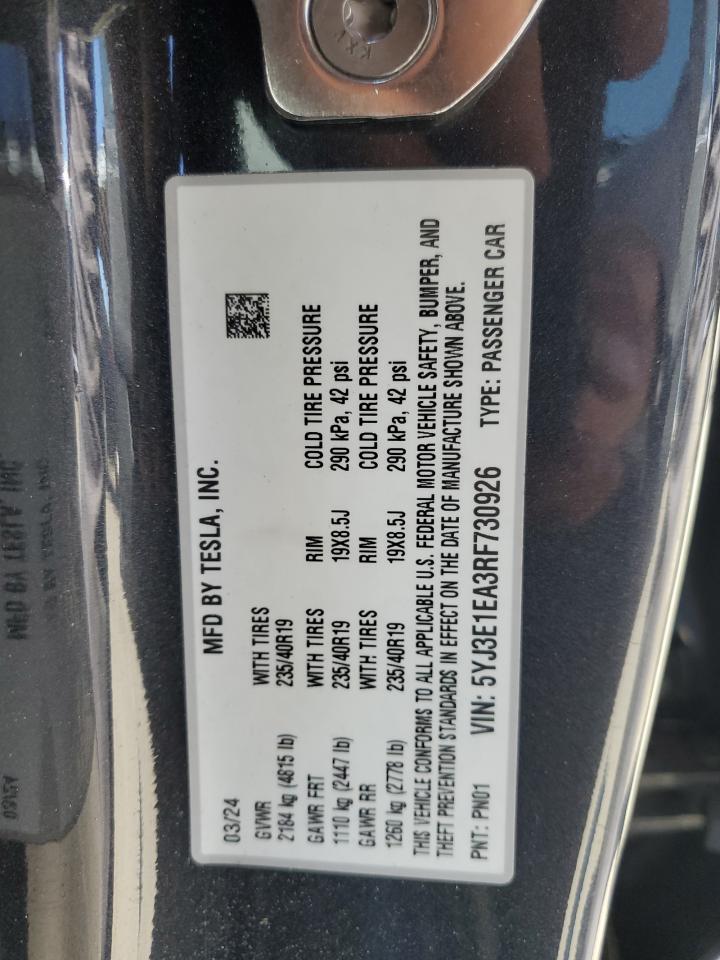 MFD BY TESLA, INC.
03/24
GVWR WITH TIRES
2184 kg (4815 lb) 235/40R19
GAWR FRT WITH TIRES RIM COLD TIRE PRESSURE
1110 kg (2447 lb) 235/40R19 19X8.5J 290 kPa, 42 psi
GAWR RR WITH TIRES RIM COLD TIRE PRESSURE
1260 kg (2778 lb) 235/40R19 19X8.5J 290 kPa, 42 psi
THIS VEHICLE CONFORMS TO ALL APPLICABLE U.S. FEDERAL MOTOR VEHICLE SAFETY, BUMPER, AND
THEFT PREVENTION STANDARDS IN EFFECT ON THE DATE OF MANUFACTURE SHOWN ABOVE.
PNT: PN01 VIN: 5YJ3E1EA3RF730926 TYPE: PASSENGER CAR
KXY